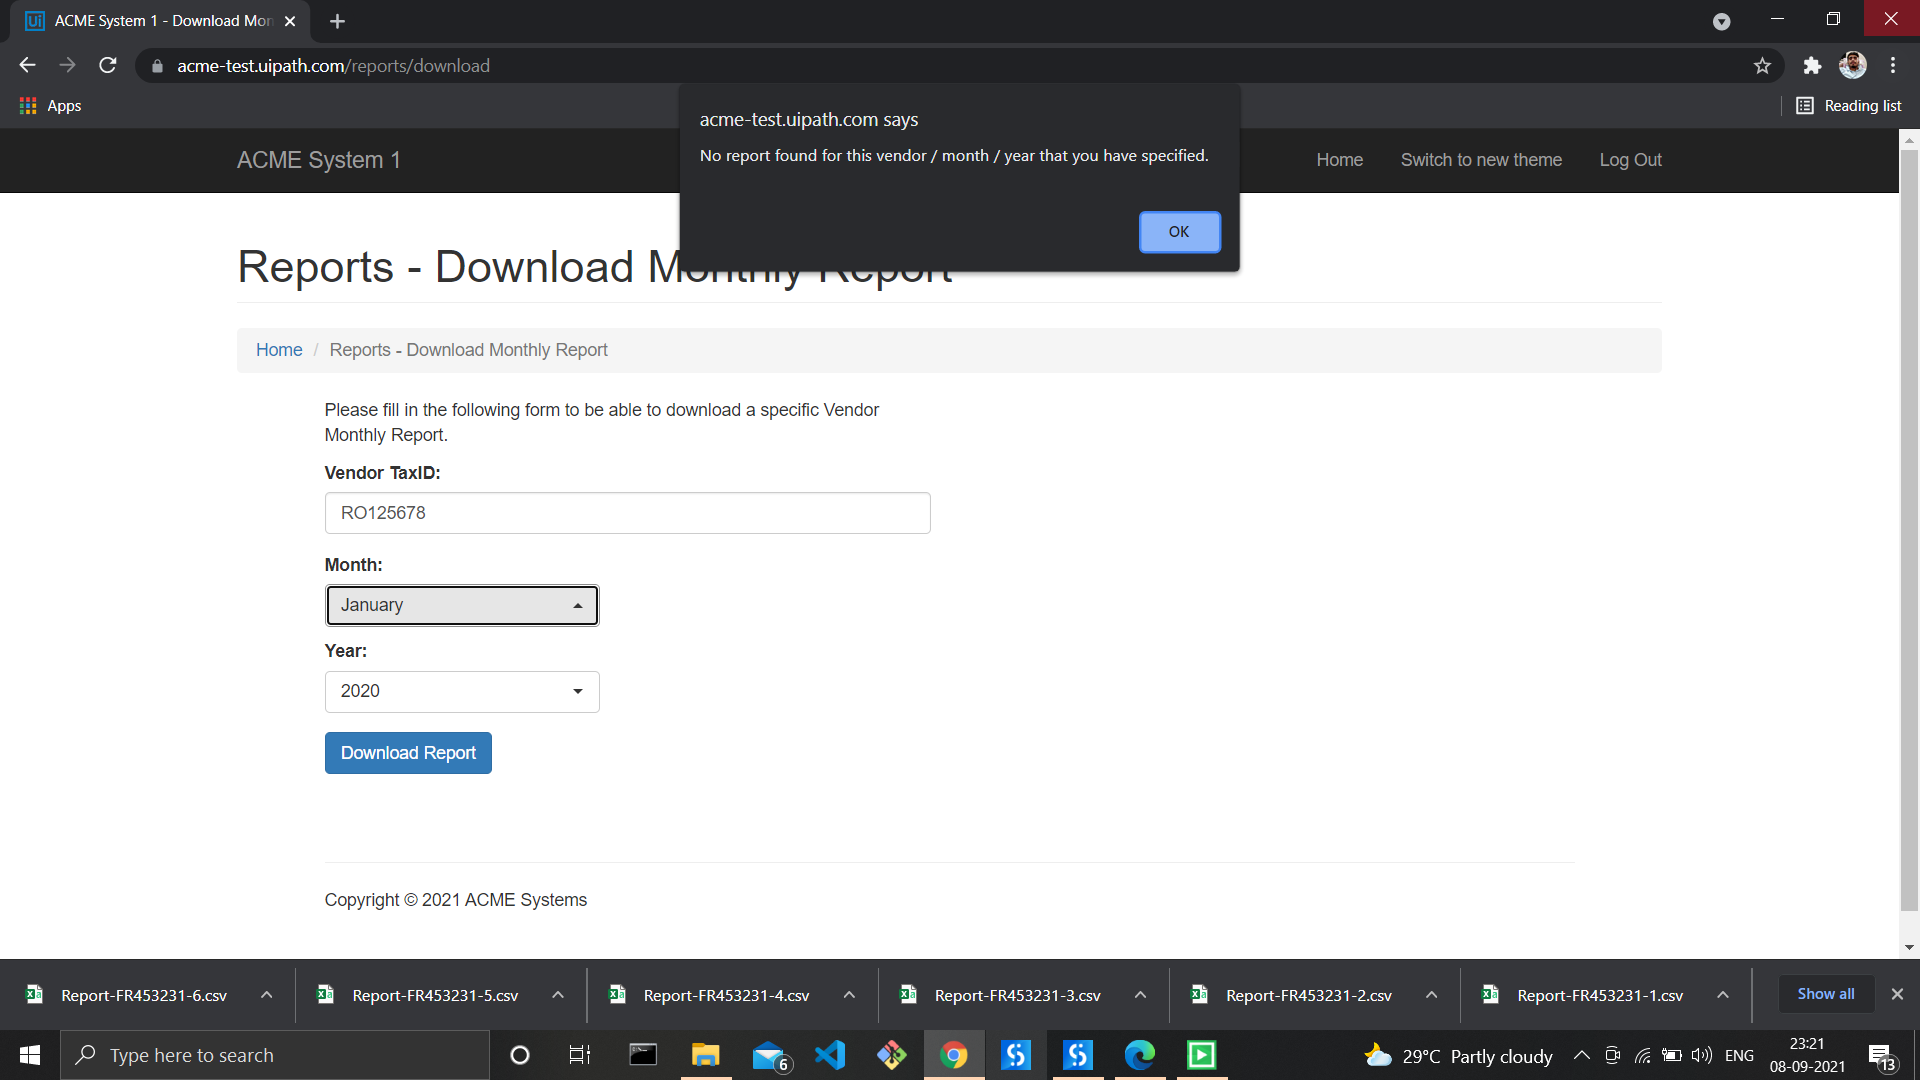 ACME System 1 - Download Mon
acme-test.uipath.com/reports/download
Apps
Reading list
acme-test.uipath.com says
No report found for this vendor / month / year that you have specified.
OK
ACME System 1
Home
Switch to new theme
Log Out
Reports - Download Monthly Report
Home / Reports - Download Monthly Report
Please fill in the following form to be able to download a specific Vendor
Monthly Report.
Vendor TaxID:
RO125678
Month:
January
Year:
2020
Download Report
Copyright © 2021 ACME Systems
Report-FR453231-6.csv
Report-FR453231-5.csv
Report-FR453231-4.csv
Report-FR453231-3.csv
Report-FR453231-2.csv
Report-FR453231-1.csv
Show all
Type here to search
6
29°C Partly cloudy
ENG
23:21
08-09-2021
13